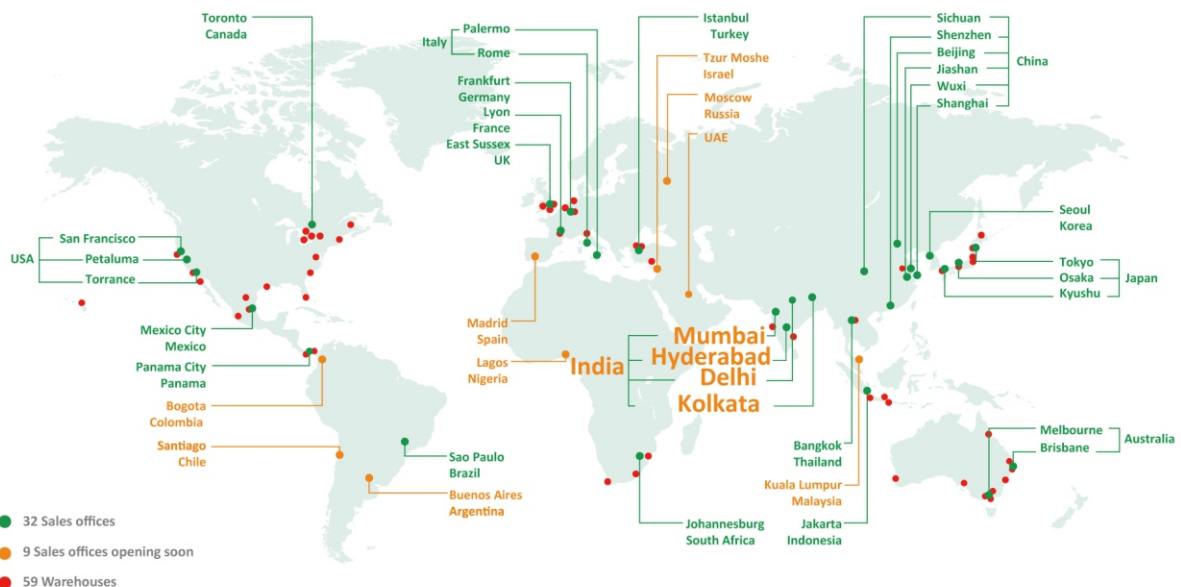 Toronto
Canada
Italy
Palermo
Rome
Frankfurt
Germany
Lyon
France
East Sussex
UK
Istanbul
Turkey
Tzur Moshe
Israel
Moscow
Russia
UAE
Sichuan
Shenzhen
Beijing
Jiashan
Wuxi
Shanghai
China
Seoul
Korea
Tokyo
Osaka
Kyushu
Japan
USA
San Francisco
Petaluma
Torrance
Mexico City
Mexico
Panama City
Panama
Bogota
Colombia
Santiago
Chile
Sao Paulo
Brazil
Buenos Aires
Argentina
Madrid
Spain
Lagos
Nigeria
India
Mumbai
Hyderabad
Delhi
Kolkata
Bangkok
Thailand
Kuala Lumpur
Malaysia
Jakarta
Indonesia
Johannesburg
South Africa
Melbourne
Brisbane
Australia
32 Sales offices
9 Sales offices opening soon
59 Warehouses